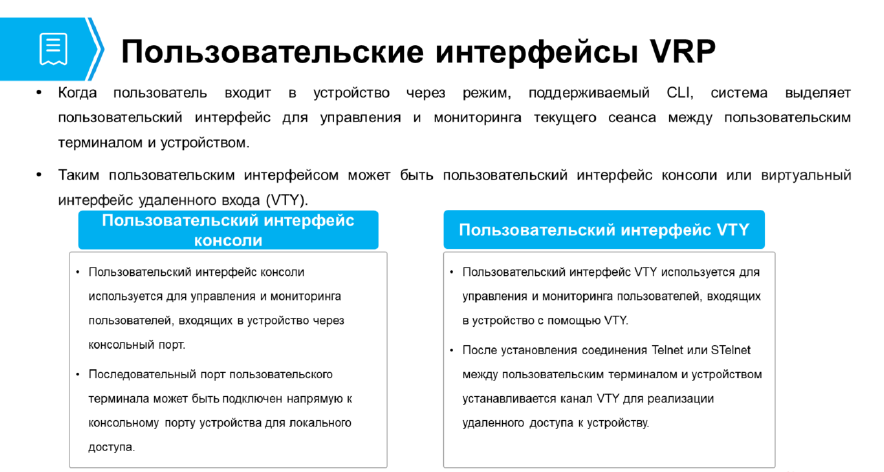 Пользовательские интерфейсы VRP
• Когда пользователь входит в устройство через режим, поддерживаемый CLI, система выделяет
пользовательский интерфейс для управления и мониторинга текущего сеанса между пользовательским
терминалом и устройством.
• Таким пользовательским интерфейсом может быть пользовательский интерфейс консоли или виртуальный
интерфейс удаленного входа (VTY).
Пользовательский интерфейс
консоли
• Пользовательский интерфейс консоли
используется для управления и мониторинга
пользователей, входящих в устройство через
консольный порт.
• Последовательный порт пользовательского
терминала может быть подключен напрямую к
консольному порту устройства для локального
доступа.
Пользовательский интерфейс VTY
• Пользовательский интерфейс VTY используется для
управления и мониторинга пользователей, входящих
в устройство с помощью VTY.
• После установления соединения Telnet или STelnet
между пользовательским терминалом и устройством
устанавливается канал VTY для реализации
удаленного доступа к устройству.